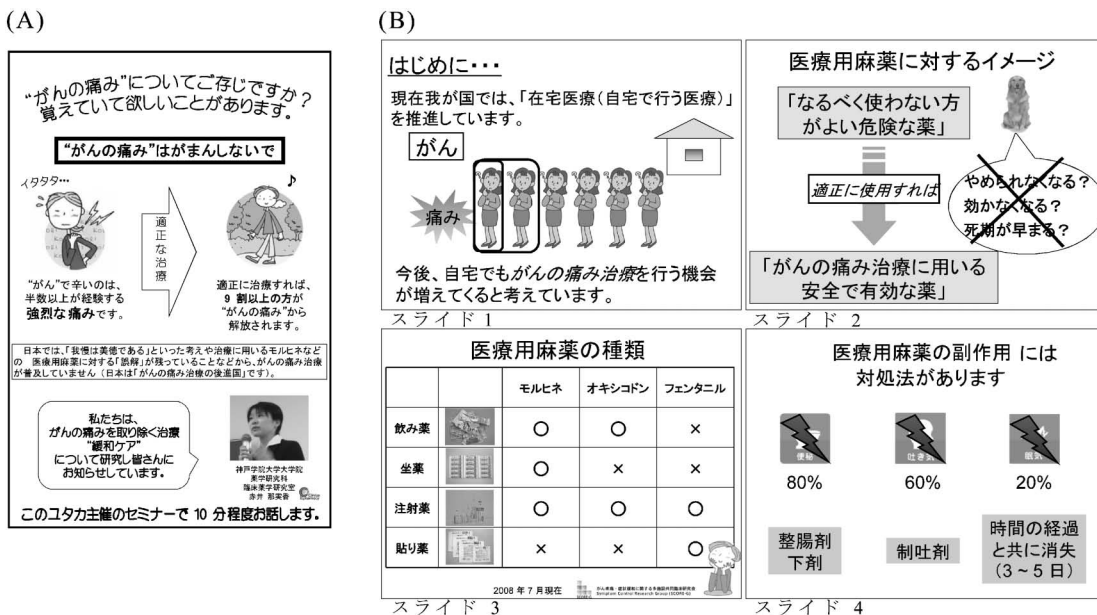 (A)
“がんの痛み”についてご存じですか？
覚えていて欲しいことがあります。
“がんの痛み”はがまんしないで
イタタタ…
♪
適正な治療
“がん”で辛いのは、
半数以上が経験する
強烈な痛みです。
適正に治療すれば、
9 割以上の方が
“がんの痛み”から
解放されます。
日本では、「我慢は美徳である」といった考えや治療に用いるモルヒネなど
の　医療用麻薬に対する「誤解」が残っていることなどから、がんの痛み治療
が普及していません（日本は「がんの痛み治療の後進国」です）。
私たちは、
がんの痛みを取り除く治療
“緩和ケア”
について研究し皆さんに
お知らせしています。
神戸学院大学大学院
薬学研究科
臨床薬学研究室
赤井 那実香
このユタカ主催のセミナーで 10 分程度お話します。
(B)
はじめに・・・
現在我が国では、「在宅医療（自宅で行う医療）」
を推進しています。
がん
痛み
今後、自宅でもがんの痛み治療を行う機会
が増えてくると考えています。
スライド 1
医療用麻薬に対するイメージ
「なるべく使わない方
がよい危険な薬」
適正に使用すれば
やめられなくなる？
効かなくなる？
死期が早まる？
「がんの痛み治療に用いる
安全で有効な薬」
スライド 2
医療用麻薬の種類
モルヒネ オキシコドン フェンタニル
飲み薬 ○ ○ ×
坐薬 ○ × ×
注射薬 ○ ○ ○
貼り薬 × × ○
2008 年 7 月現在
スライド 3
医療用麻薬の副作用 には
対処法があります
便秘 吐き気 眠気
80% 60% 20%
整腸剤
下剤
制吐剤
時間の経過
と共に消失
（3～5 日）
スライド 4